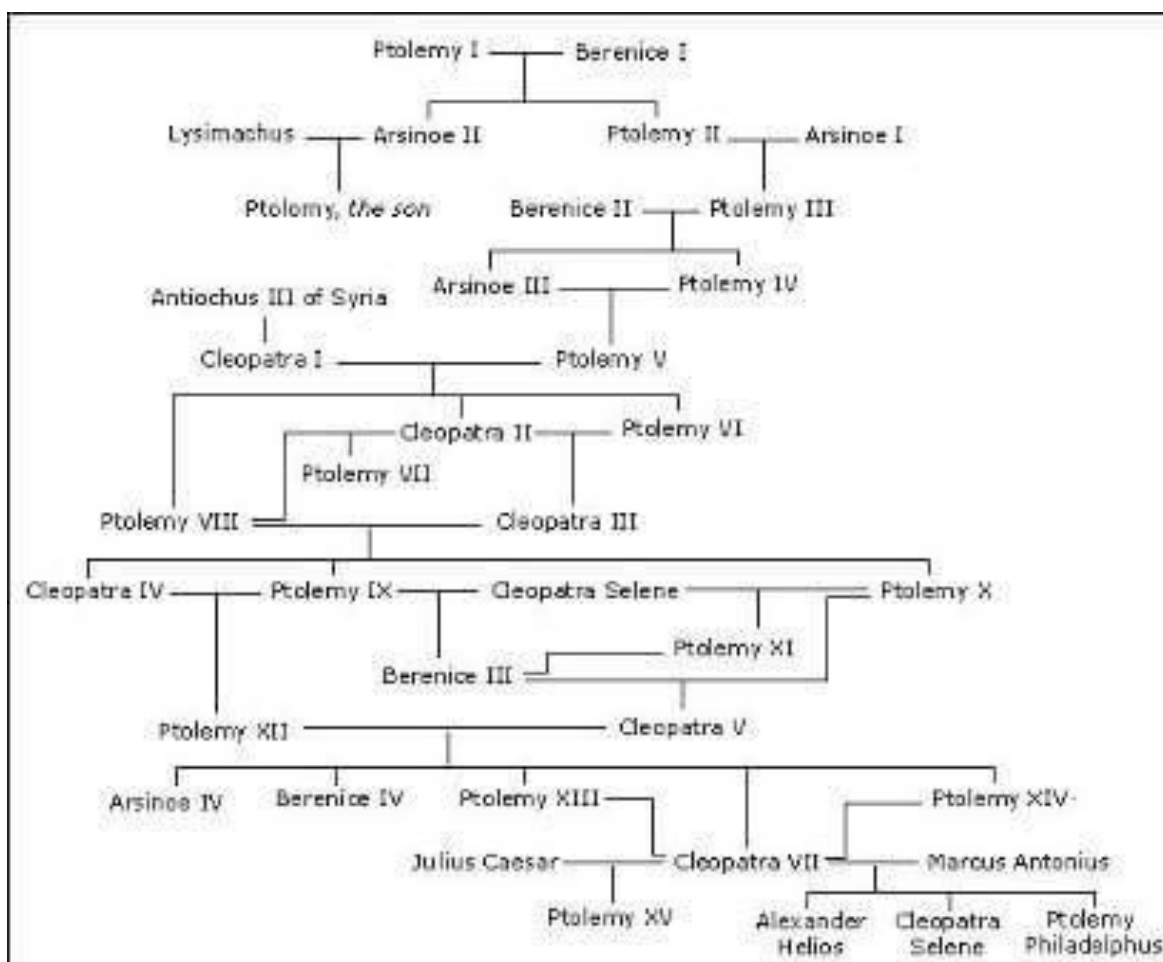 Ptolemy I Berenice I
Lysimachus Arsinoe II Ptolemy II Arsinoe I
Ptolomy, the son Berenice II Ptolemy III
Arsinoe III Ptolemy IV
Antiochus III of Syria
Cleopatra I Ptolemy V
Cleopatra II Ptolemy VI
Ptolemy VII
Ptolemy VIII Cleopatra III
Cleopatra IV Ptolemy IX Cleopatra Selene Ptolemy X
Ptolemy XI
Berenice III
Ptolemy XII Cleopatra V
Arsinoe IV Berenice IV Ptolemy XIII Ptolemy XIV
Julius Caesar Cleopatra VII Marcus Antonius
Ptolemy XV
Alexander Cleopatra Ptolemy
Helios Selene Philadelphus